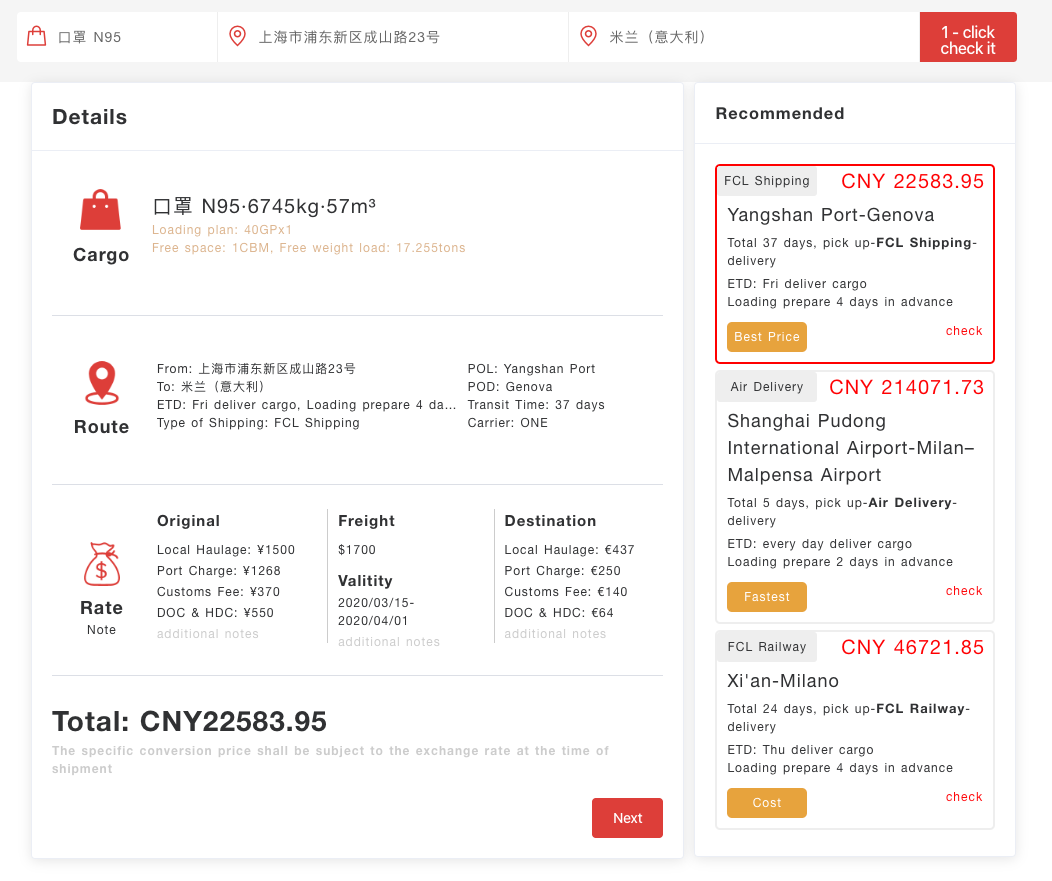 口罩 N95
上海市浦东新区成山路23号
米兰（意大利）
1 - click
check it
Details
Cargo
口罩 N95·6745kg·57m³
Loading plan: 40GPx1
Free space: 1CBM, Free weight load: 17.255tons
Route
From: 上海市浦东新区成山路23号
To: 米兰（意大利）
ETD: Fri deliver cargo, Loading prepare 4 da...
Type of Shipping: FCL Shipping
POL: Yangshan Port
POD: Genova
Transit Time: 37 days
Carrier: ONE
$
Rate
Note
Original
Local Haulage: ¥1500
Port Charge: ¥1268
Customs Fee: ¥370
DOC & HDC: ¥550
additional notes
Freight
$1700
Valitity
2020/03/15-
2020/04/01
additional notes
Destination
Local Haulage: €437
Port Charge: €250
Customs Fee: €140
DOC & HDC: €64
additional notes
Total: CNY22583.95
The specific conversion price shall be subject to the exchange rate at the time of
shipment
Next
Recommended
FCL Shipping
CNY 22583.95
Yangshan Port-Genova
Total 37 days, pick up-FCL Shipping-
delivery
ETD: Fri deliver cargo
Loading prepare 4 days in advance
Best Price
check
Air Delivery
CNY 214071.73
Shanghai Pudong
International Airport-Milan–
Malpensa Airport
Total 5 days, pick up-Air Delivery-
delivery
ETD: every day deliver cargo
Loading prepare 2 days in advance
Fastest
check
FCL Railway
CNY 46721.85
Xi'an-Milano
Total 24 days, pick up-FCL Railway-
delivery
ETD: Thu deliver cargo
Loading prepare 4 days in advance
Cost
check